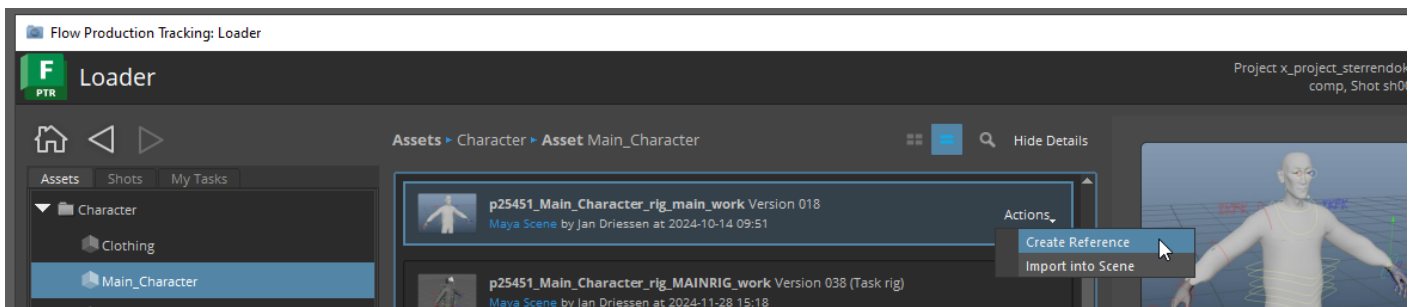 Flow Production Tracking: Loader
F
PTR
Loader
Project x_project_sterrendok
comp, Shot sh00
Assets ▸ Character ▸ Asset Main_Character
Hide Details
Assets Shots My Tasks
Character
Clothing
Main_Character
p25451_Main_Character_rig_main_work Version 018
Maya Scene by Jan Driessen at 2024-10-14 09:51
Actions
Create Reference
Import into Scene
p25451_Main_Character_rig_MAINRIG_work Version 038 (Task rig)
Maya Scene by Jan Driessen at 2024-11-28 15:18